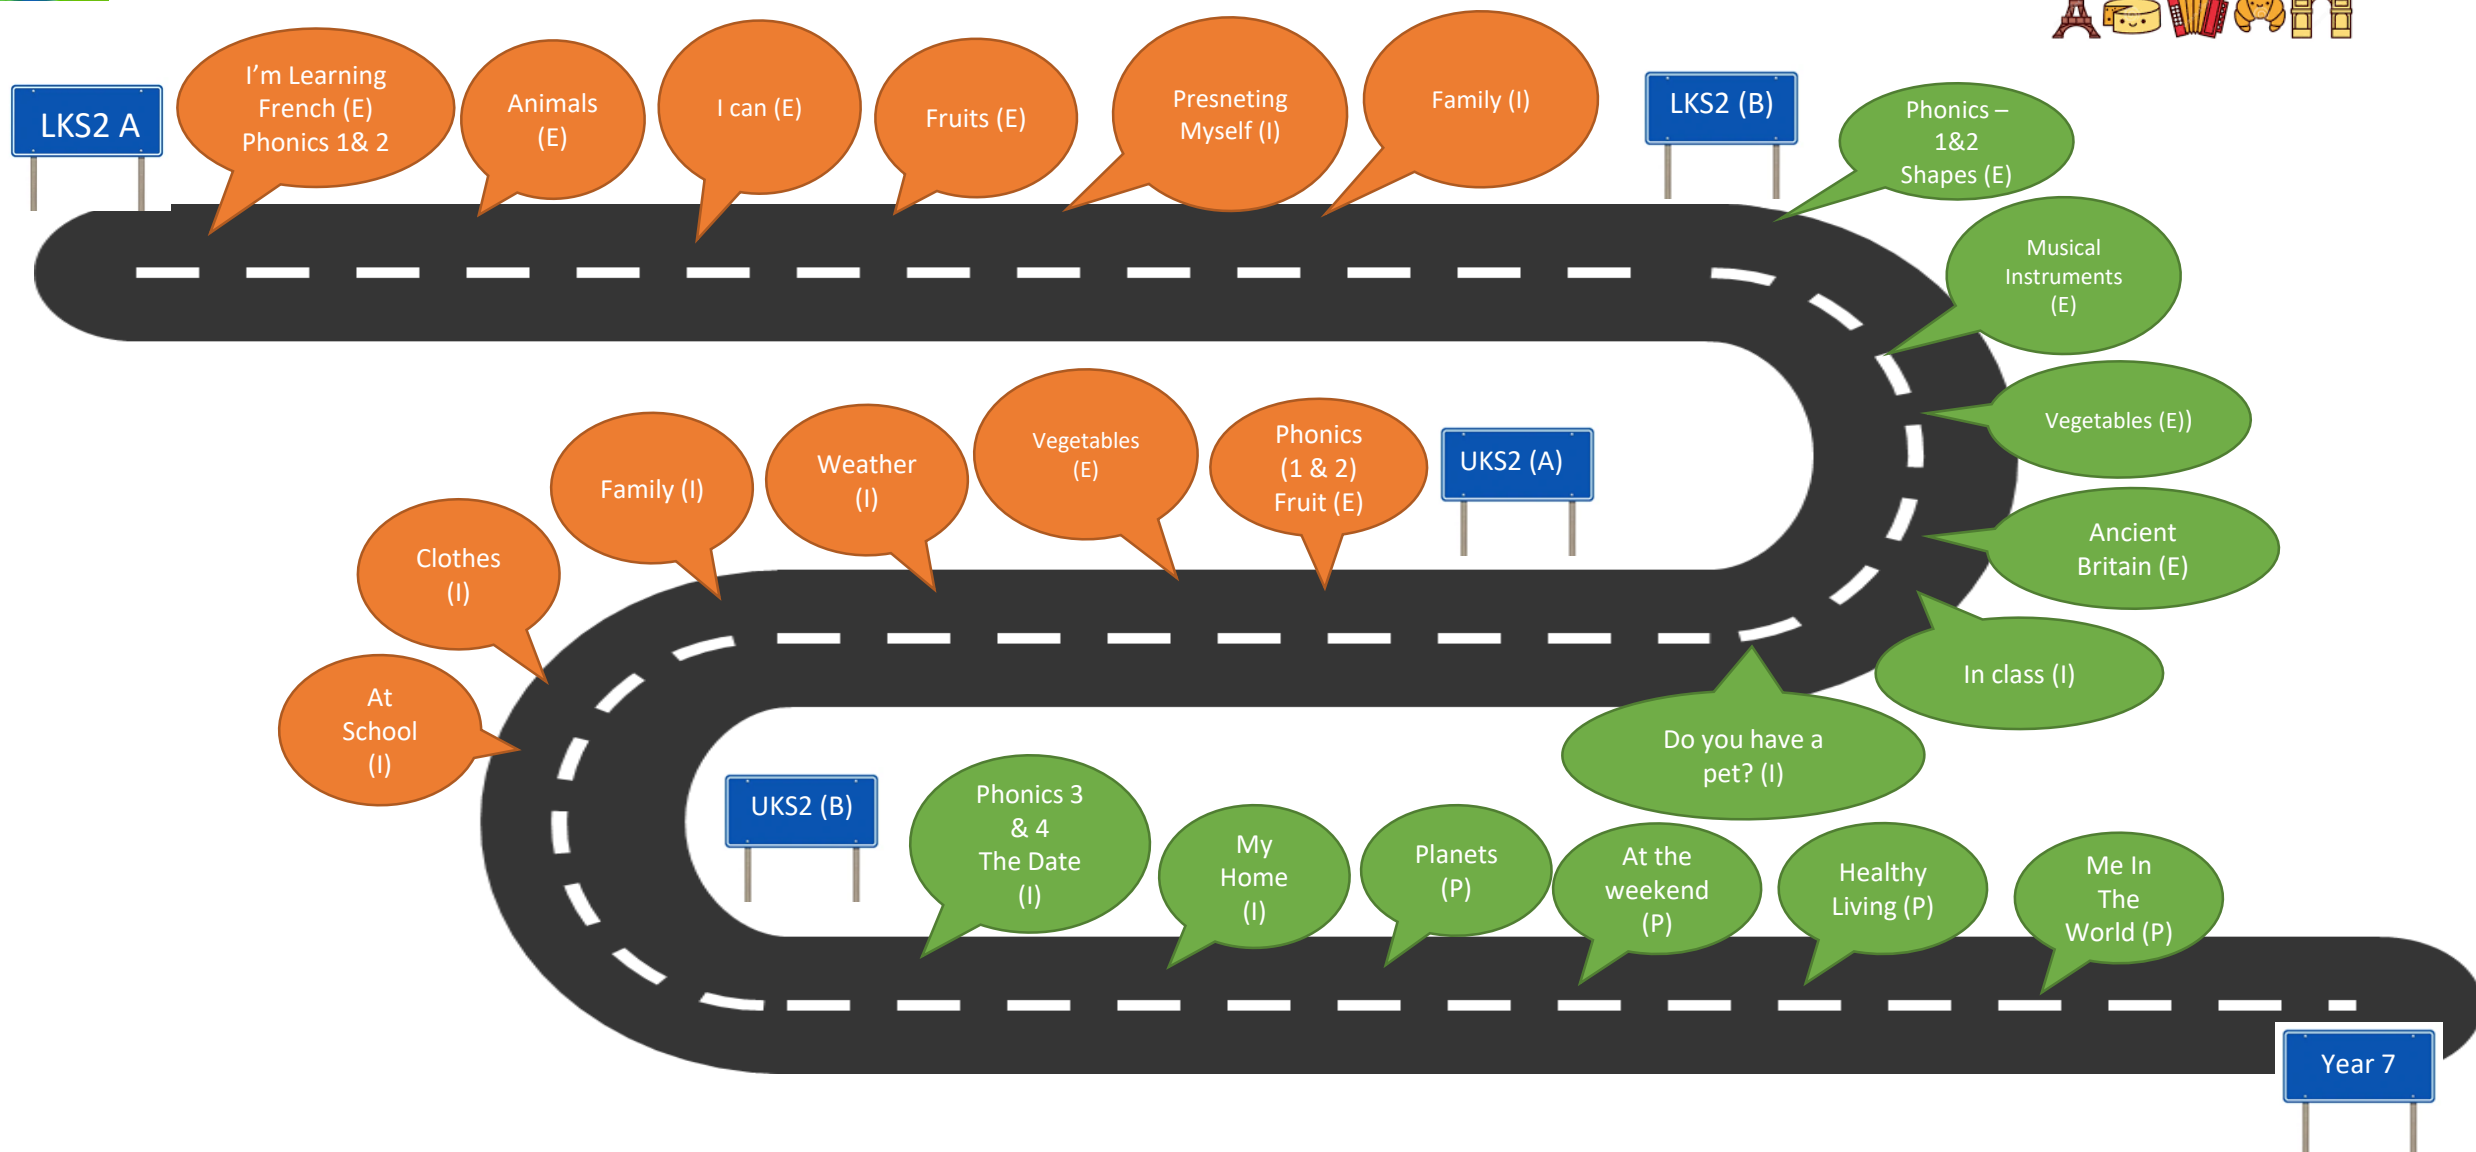 LKS2 A
I'm Learning
French (E)
Phonics 1& 2
Animals
(E)
I can (E)
Fruits (E)
Presneting
Myself (I)
Family (I)
LKS2 (B)
Phonics –
1&2
Shapes (E)
Musical
Instruments
(E)
Vegetables (E))
Ancient
Britain (E)
In class (I)
Do you have a
pet? (I)
UKS2 (A)
Phonics
(1 & 2)
Fruit (E)
Vegetables
(E)
Weather
(I)
Family (I)
Clothes
(I)
At
School
(I)
UKS2 (B)
Phonics 3
& 4
The Date
(I)
My
Home
(I)
Planets
(P)
At the
weekend
(P)
Healthy
Living (P)
Me In
The
World (P)
Year 7